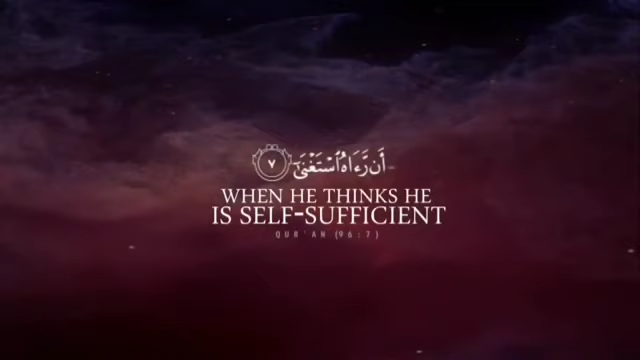 أَن رَّءَاهُ ٱسْتَغْنَىٰٓ ٧
WHEN HE THINKS HE
IS SELF-SUFFICIENT
QUR'AN (96:7)